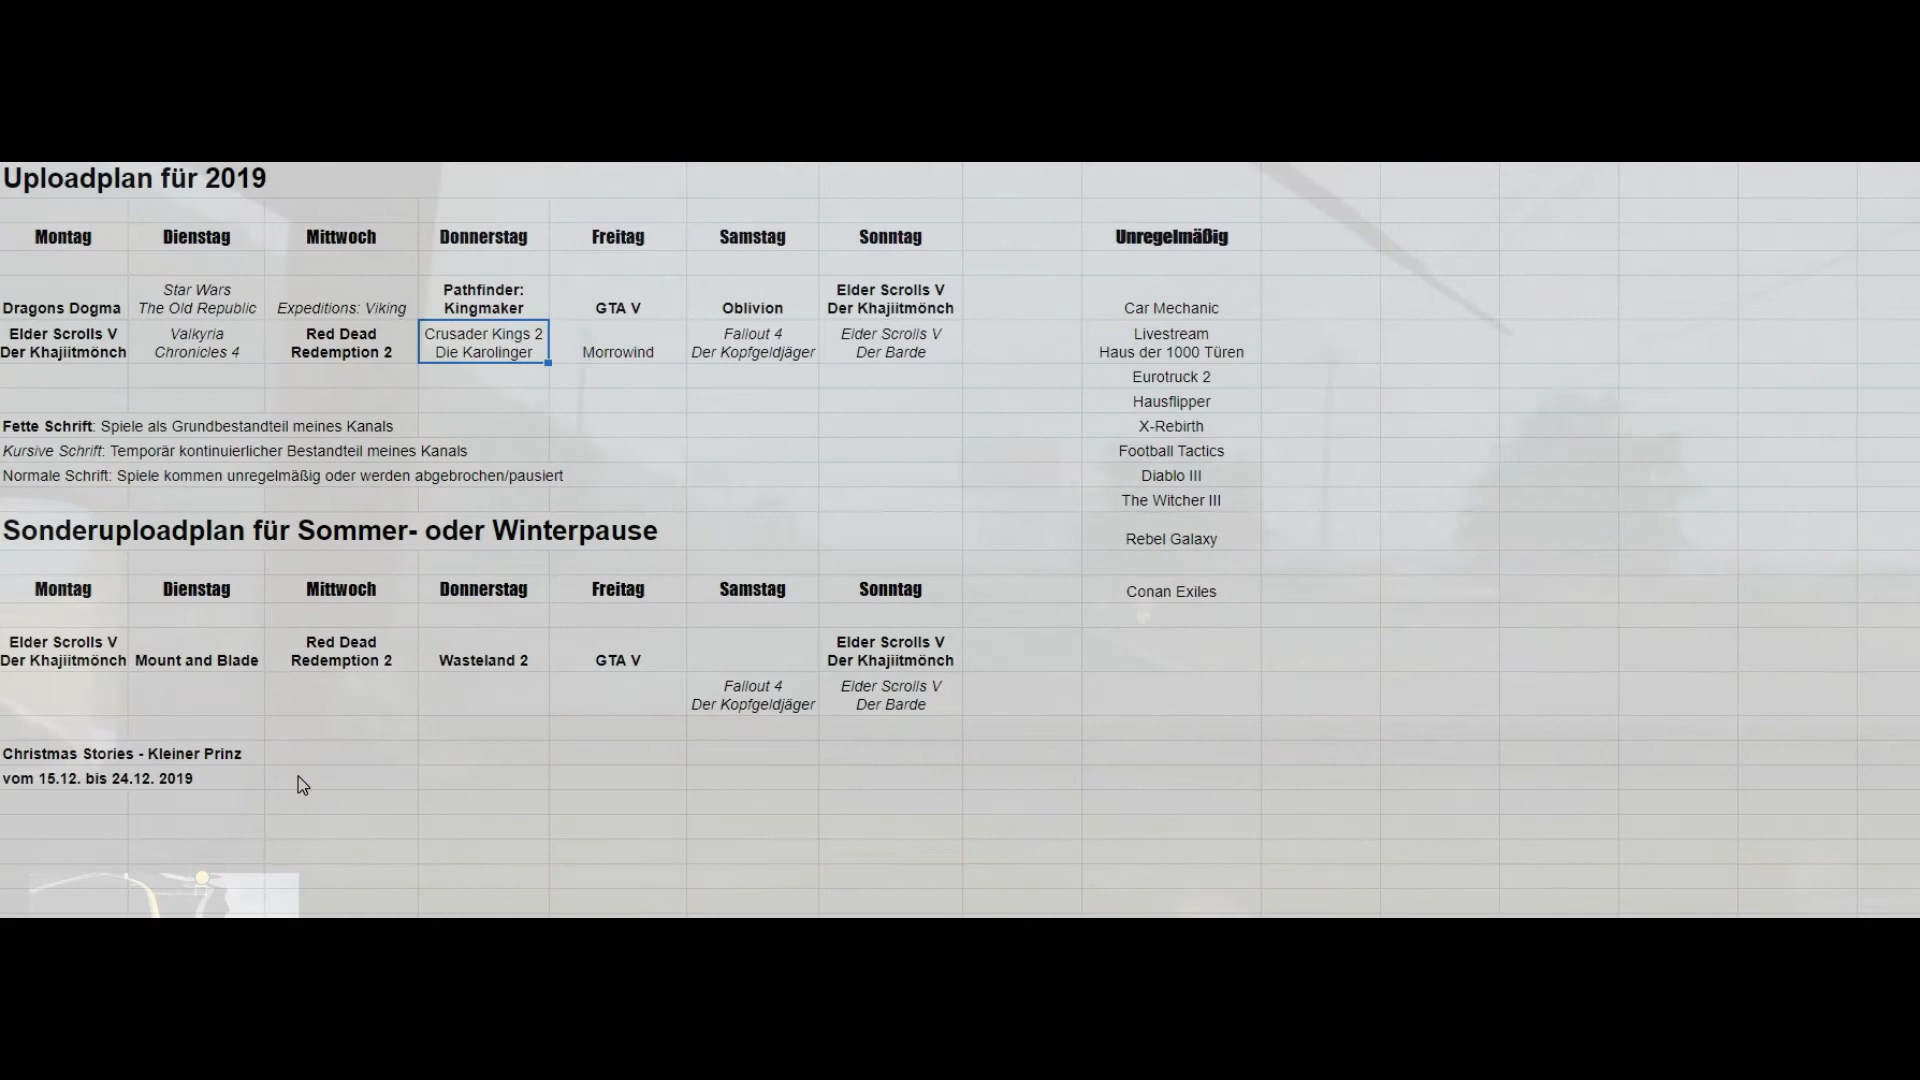 Uploadplan für 2019
Montag Dienstag Mittwoch Donnerstag Freitag Samstag Sonntag Unregelmäßig
Star Wars Pathfinder: Elder Scrolls V
Dragons Dogma The Old Republic Expeditions: Viking Kingmaker GTA V Oblivion Der Khajiitmönch Car Mechanic
Elder Scrolls V Valkyria Red Dead Crusader Kings 2 Fallout 4 Elder Scrolls V Livestream
Der Khajiitmönch Chronicles 4 Redemption 2 Die Karolinger Morrowind Der Kopfgeldjäger Der Barde Haus der 1000 Türen
Eurotruck 2
Hausflipper
Fette Schrift: Spiele als Grundbestandteil meines Kanals X-Rebirth
Kursive Schrift: Temporär kontinuierlicher Bestandteil meines Kanals Football Tactics
Normale Schrift: Spiele kommen unregelmäßig oder werden abgebrochen/pausiert Diablo III
The Witcher III
Sonderuploadplan für Sommer- oder Winterpause Rebel Galaxy
Montag Dienstag Mittwoch Donnerstag Freitag Samstag Sonntag Conan Exiles
Elder Scrolls V Red Dead Elder Scrolls V
Der Khajiitmönch Mount and Blade Redemption 2 Wasteland 2 GTA V Der Khajiitmönch
Fallout 4 Elder Scrolls V
Der Kopfgeldjäger Der Barde
Christmas Stories - Kleiner Prinz
vom 15.12. bis 24.12. 2019